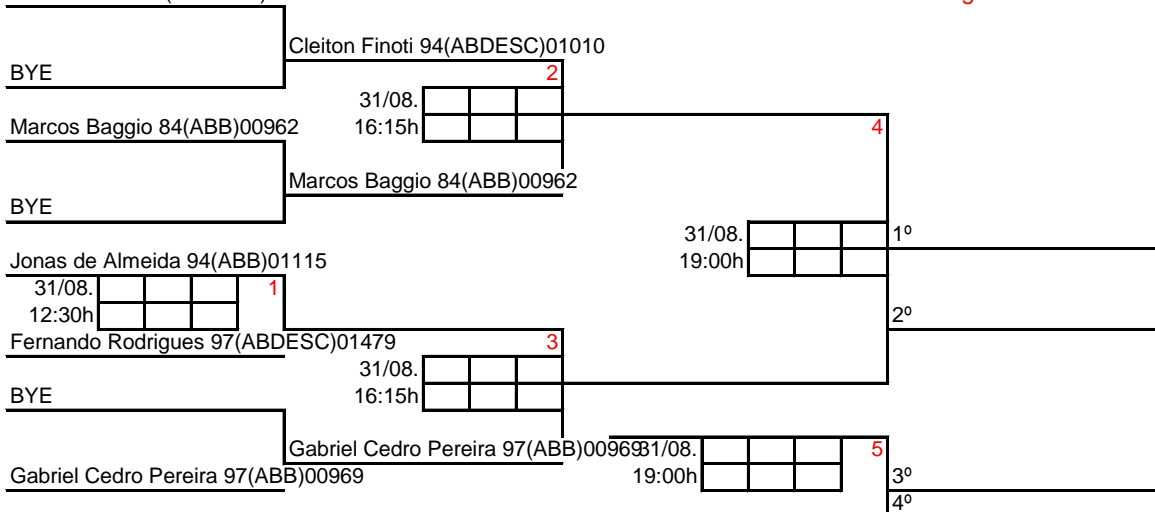 Cleiton Finoti 94(ABDESC)01010
BYE
2
31/08.
16:15h
Marcos Baggio 84(ABB)00962
4
Marcos Baggio 84(ABB)00962
BYE
31/08.
19:00h
1º
Jonas de Almeida 94(ABB)01115
31/08.
12:30h
1
2º
Fernando Rodrigues 97(ABDESC)01479
3
31/08.
16:15h
BYE
Gabriel Cedro Pereira 97(ABB)00969
31/08.
19:00h
5
Gabriel Cedro Pereira 97(ABB)00969
3º
4º